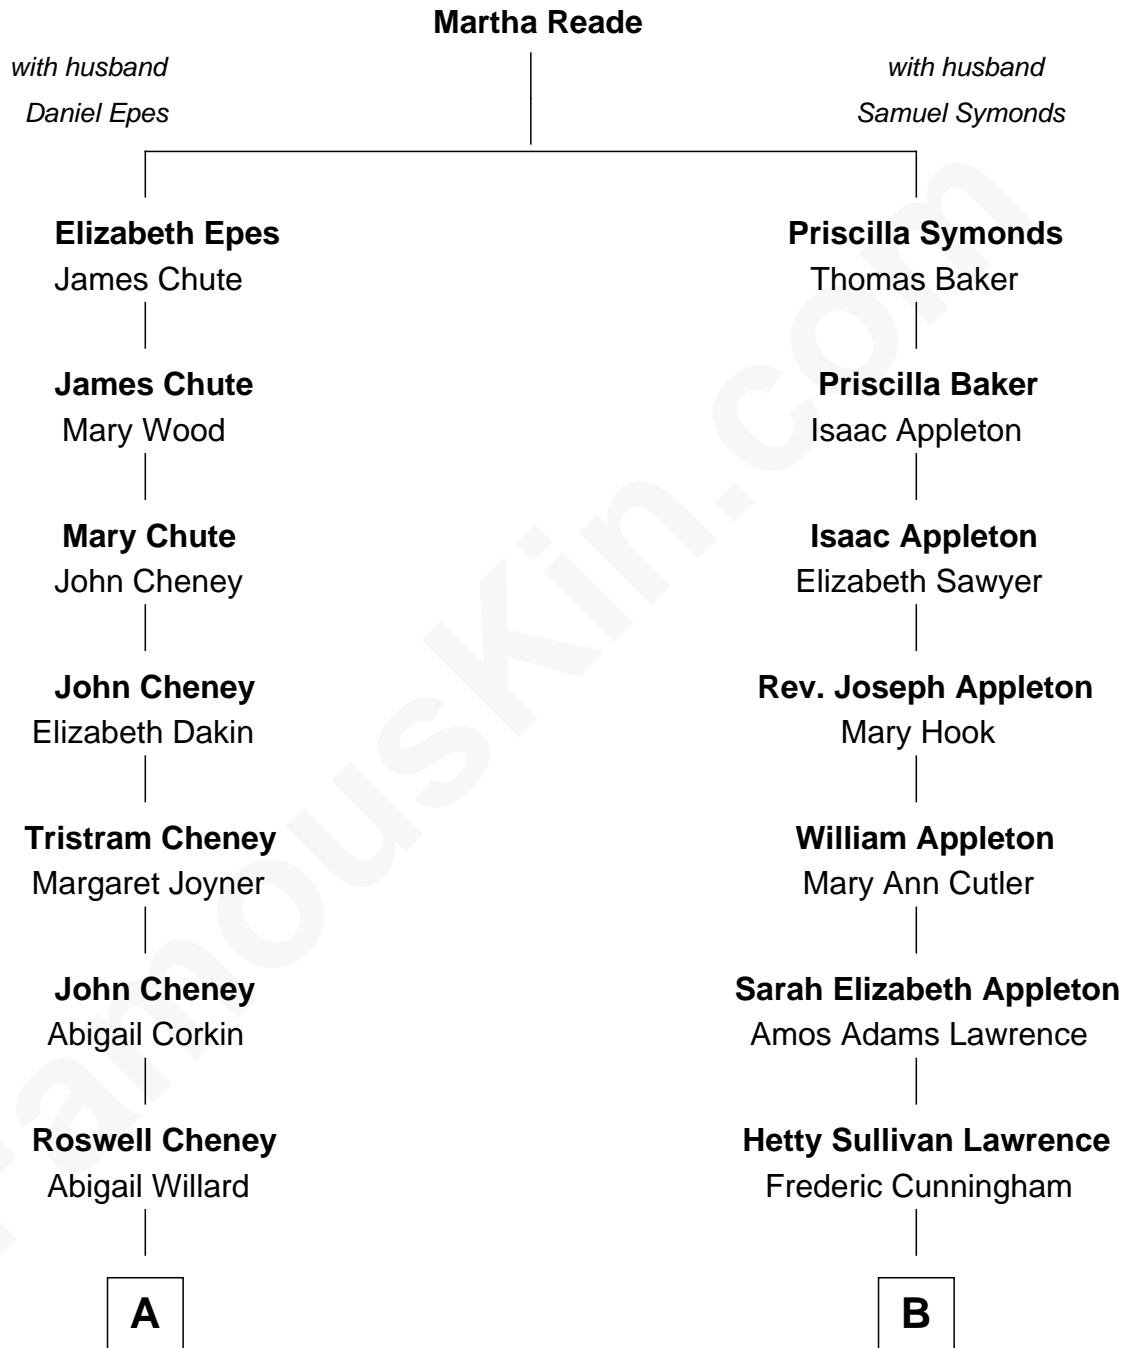 Martha Reade
with husband
Daniel Epes
with husband
Samuel Symonds
Elizabeth Epes
James Chute
James Chute
Mary Wood
Mary Chute
John Cheney
John Cheney
Elizabeth Dakin
Tristram Cheney
Margaret Joyner
John Cheney
Abigail Corkin
Roswell Cheney
Abigail Willard
A
Priscilla Symonds
Thomas Baker
Priscilla Baker
Isaac Appleton
Isaac Appleton
Elizabeth Sawyer
Rev. Joseph Appleton
Mary Hook
William Appleton
Mary Ann Cutler
Sarah Elizabeth Appleton
Amos Adams Lawrence
Hetty Sullivan Lawrence
Frederic Cunningham
B
FamousKin.com